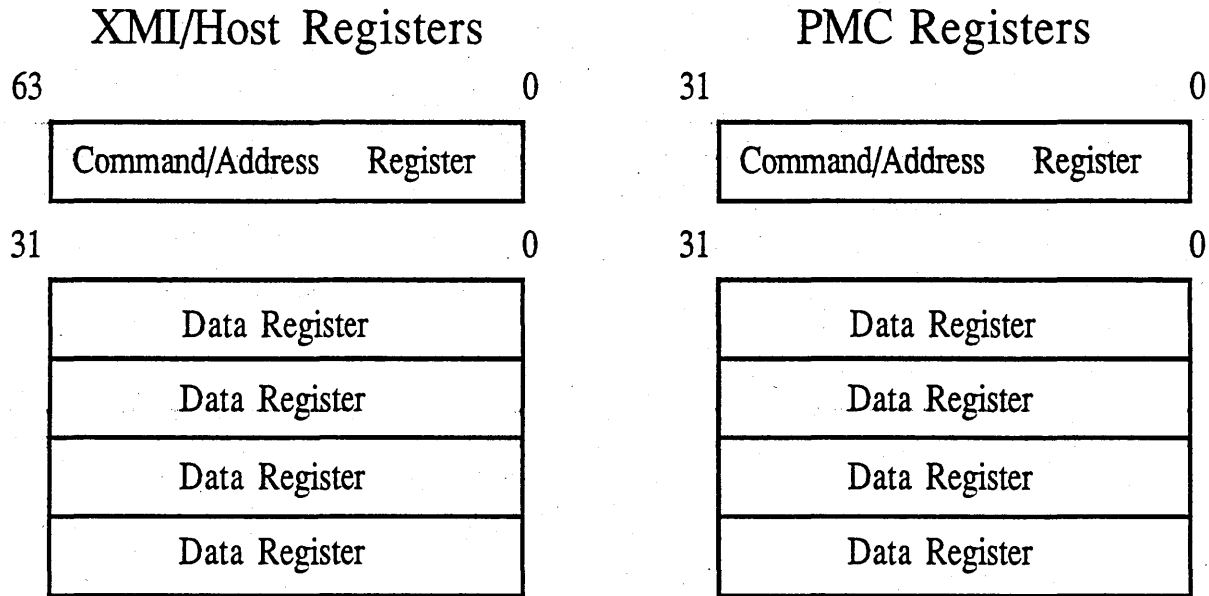 XMI/Host Registers
63 0
Command/Address Register
31 0
Data Register
Data Register
Data Register
Data Register
PMC Registers
31 0
Command/Address Register
31 0
Data Register
Data Register
Data Register
Data Register